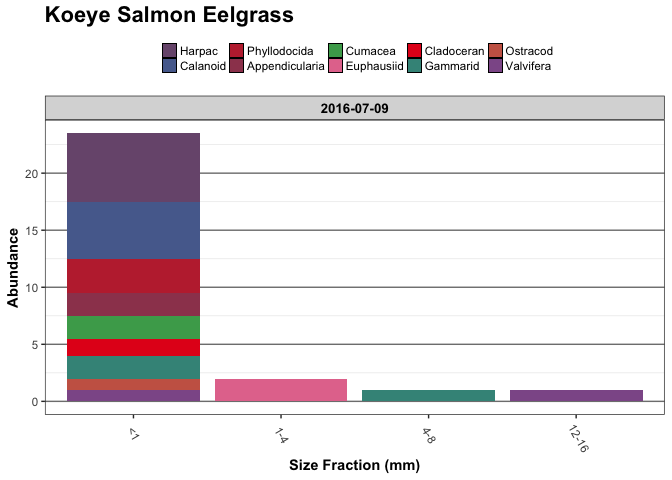 Koeye Salmon Eelgrass
Harpac Phyllodocida Cumacea Cladoceran Ostracod
Calanoid Appendicularia Euphausiid Gammarid Valvifera
2016-07-09
20
15
10
5
0
Abundance
<1 1-4 4-8 12-16
Size Fraction (mm)